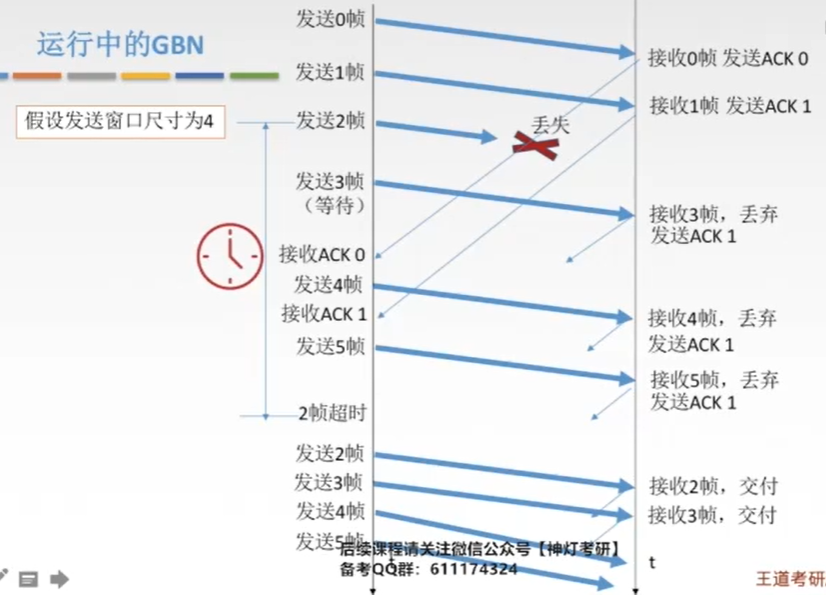 运行中的GBN
假设发送窗口尺寸为4
发送0帧
发送1帧
发送2帧
发送3帧
（等待）
接收ACK 0
发送4帧
接收ACK 1
发送5帧
2帧超时
发送2帧
发送3帧
发送4帧
发送5帧
丢失
接收0帧 发送ACK 0
接收1帧 发送ACK 1
接收3帧，丢弃
发送ACK 1
接收4帧，丢弃
发送ACK 1
接收5帧，丢弃
发送ACK 1
接收2帧，交付
接收3帧，交付
t
t
后续课程请关注微信公众号【神灯考研】
备考QQ群：611174324
王道考研